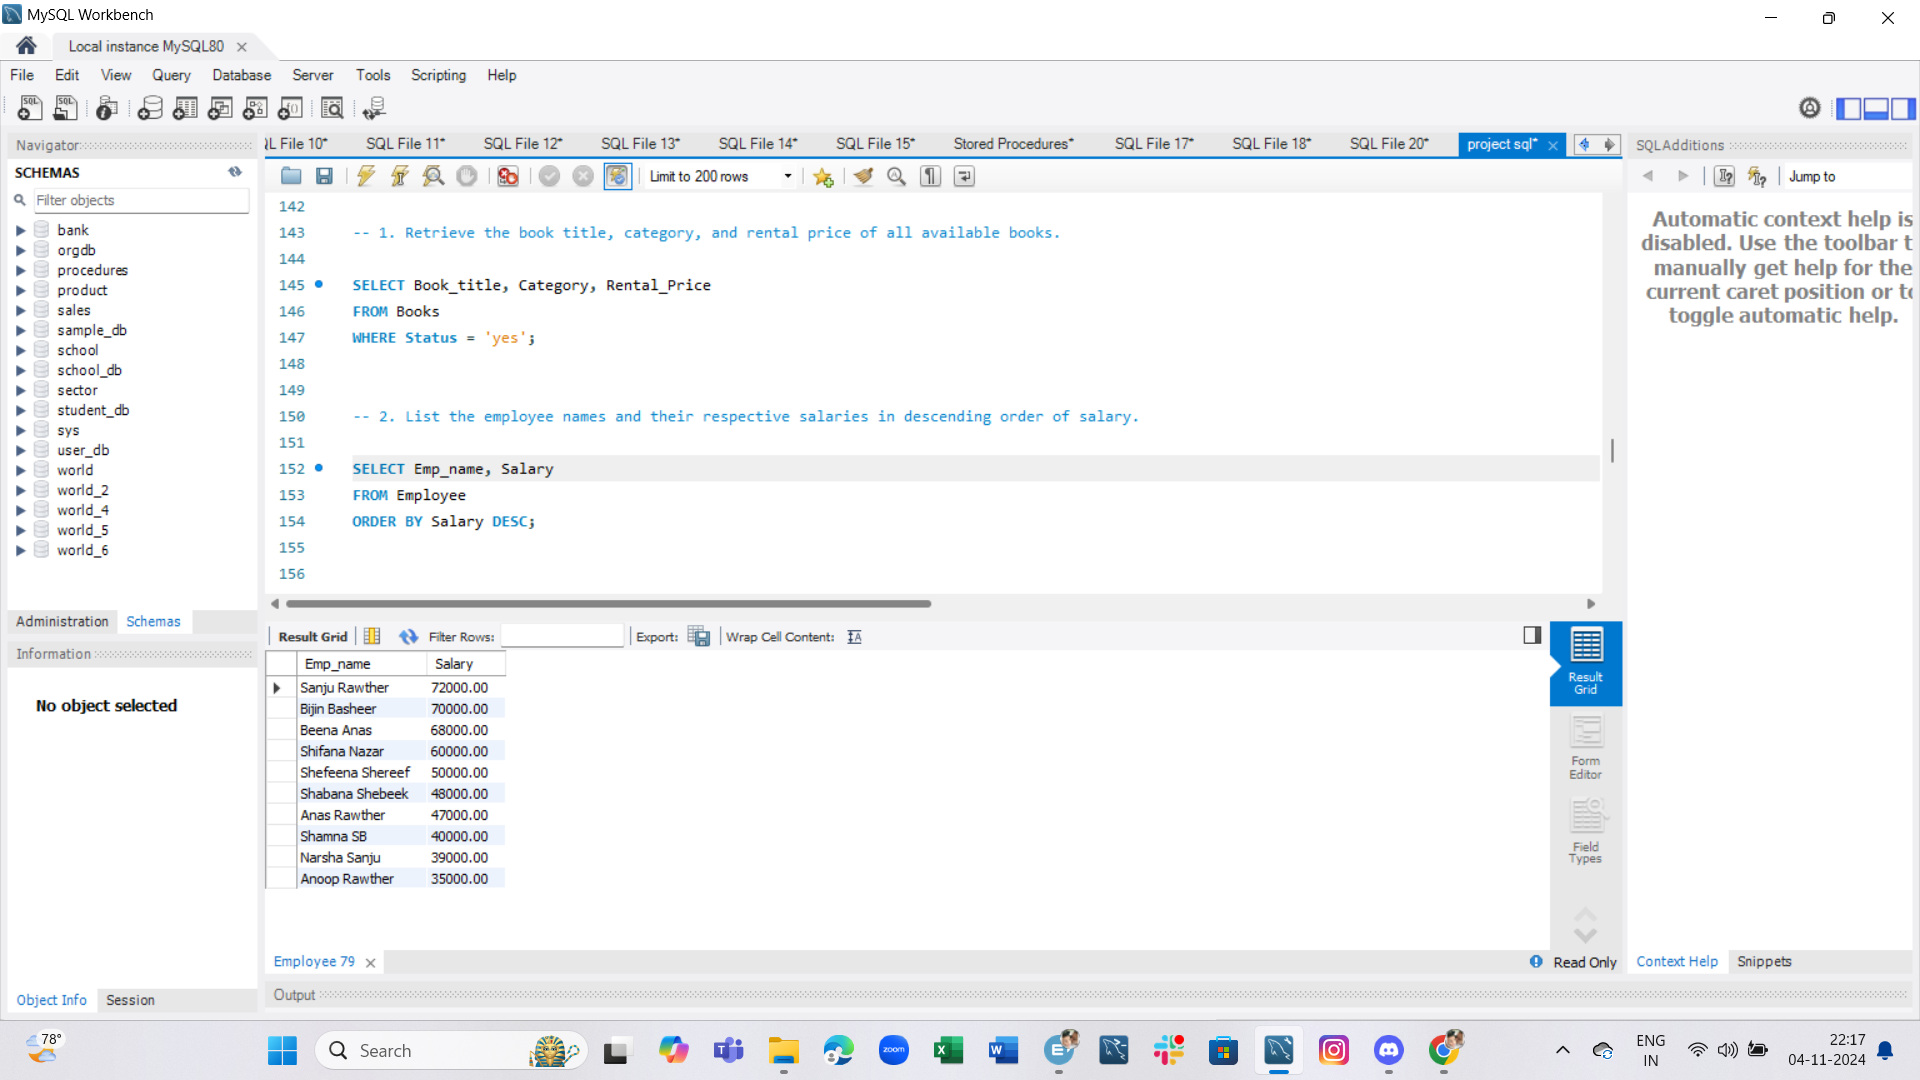 MySQL Workbench
Local instance MySQL80
File Edit View Query Database Server Tools Scripting Help
Navigator
SCHEMAS
Filter objects
bank
orgdb
procedures
product
sales
sample_db
school
school_db
sector
student_db
sys
user_db
world
world_2
world_4
world_5
world_6
Administration Schemas
Information
No object selected
Object Info Session
L File 10* SQL File 11* SQL File 12* SQL File 13* SQL File 14* SQL File 15* Stored Procedures* SQL File 17* SQL File 18* SQL File 20* project sql*
Limit to 200 rows
142
143 -- 1. Retrieve the book title, category, and rental price of all available books.
144
145 SELECT Book_title, Category, Rental_Price
146 FROM Books
147 WHERE Status = 'yes';
148
149
150 -- 2. List the employee names and their respective salaries in descending order of salary.
151
152 SELECT Emp_name, Salary
153 FROM Employee
154 ORDER BY Salary DESC;
155
156
Result Grid Filter Rows: Export: Wrap Cell Content:
Emp_name Salary
Sanju Rawther 72000.00
Bijin Basheer 70000.00
Beena Anas 68000.00
Shifana Nazar 60000.00
Shefeena Shereef 50000.00
Shabana Shebeek 48000.00
Anas Rawther 47000.00
Shamna SB 40000.00
Narsha Sanju 39000.00
Anoop Rawther 35000.00
Result
Grid
Form
Editor
Field
Types
Employee 79
Read Only
Output
SQLAdditions
Jump to
Automatic context help is
disabled. Use the toolbar t
manually get help for the
current caret position or to
toggle automatic help.
Context Help Snippets
78°
Search
zoom
ENG
IN
22:17
04-11-2024